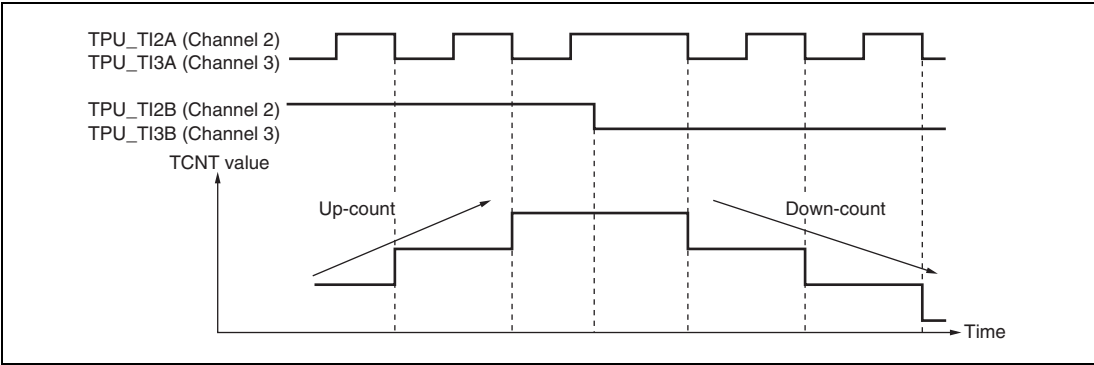 TPU_TI2A (Channel 2)
TPU_TI3A (Channel 3)
TPU_TI2B (Channel 2)
TPU_TI3B (Channel 3)
TCNT value
Up-count
Down-count
Time